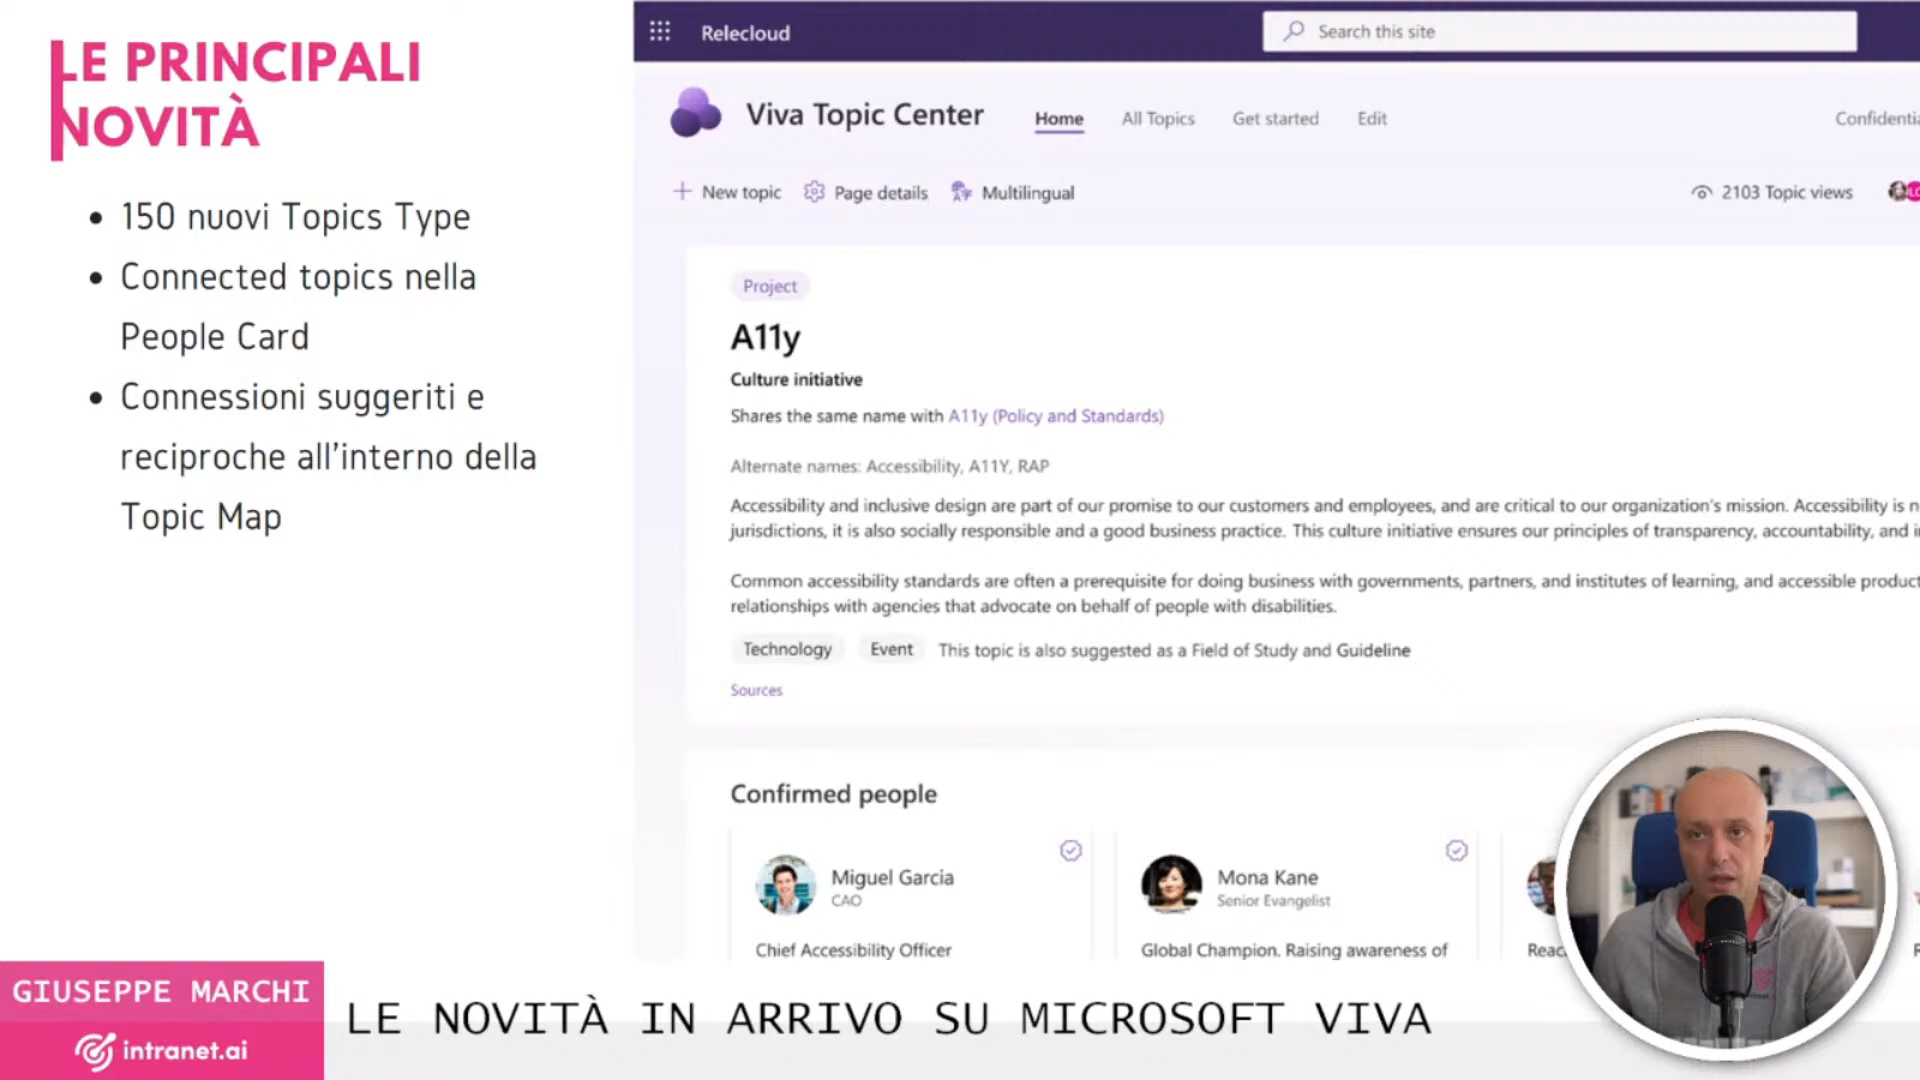 LE PRINCIPALI
NOVITÀ
150 nuovi Topics Type
Connected topics nella
People Card
Connessioni suggeriti e
reciproche all'interno della
Topic Map
Relecloud
Search this site
Viva Topic Center
Home
All Topics
Get started
Edit
New topic
Page details
Multilingual
2103 Topic views
Project
A11y
Culture initiative
Shares the same name with A11y (Policy and Standards)
Alternate names: Accessibility, A11Y, RAP
Accessibility and inclusive design are part of our promise to our customers and employees, and are critical to our organization's mission. Accessibility is
jurisdictions, it is also socially responsible and a good business practice. This culture initiative ensures our principles of transparency, accountability, and
Common accessibility standards are often a prerequisite for doing business with governments, partners, and institutes of learning, and accessible
relationships with agencies that advocate on behalf of people with disabilities.
Technology
Event
This topic is also suggested as a Field of Study and Guideline
Sources
Confirmed people
Miguel Garcia
CAO
Chief Accessibility Officer
Mona Kane
Senior Evangelist
Global Champion. Raising awareness of
GIUSEPPE MARCHI
intranet.ai
LE NOVITÀ IN ARRIVO SU MICROSOFT VIVA